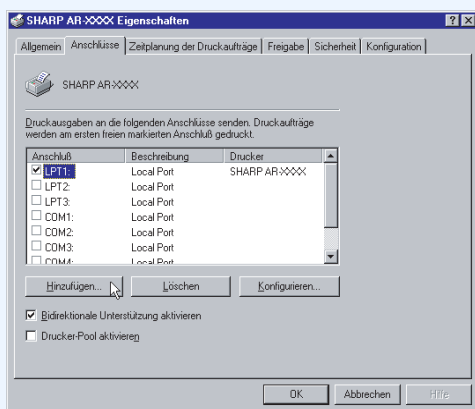 SHARP AR-XXXX Eigenschaften
Allgemein Anschlüsse Zeitplanung der Druckaufträge Freigabe Sicherheit Konfiguration
SHARP AR-XXXX
Druckausgaben an die folgenden Anschlüsse senden. Druckaufträge
werden am ersten freien markierten Anschluß gedruckt.
Anschluß Beschreibung Drucker
LPT1: Local Port SHARP AR-XXXX
LPT2: Local Port
LPT3: Local Port
COM1: Local Port
COM2: Local Port
COM3: Local Port
COM4: Local Port
Hinzufügen... Löschen Konfigurieren...
Bidirektionale Unterstützung aktivieren
Drucker-Pool aktivieren
OK Abbrechen Hilfe